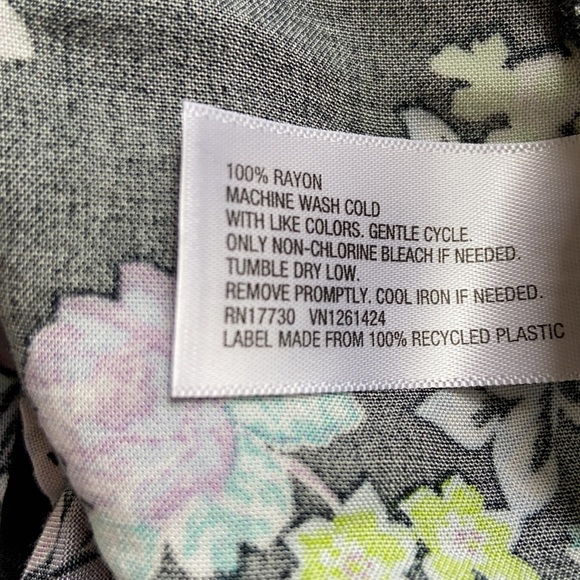 100% RAYON
MACHINE WASH COLD
WITH LIKE COLORS. GENTLE CYCLE.
ONLY NON-CHLORINE BLEACH IF NEEDED.
TUMBLE DRY LOW.
REMOVE PROMPTLY. COOL IRON IF NEEDED.
RN17730 VN1261424
LABEL MADE FROM 100% RECYCLED PLASTIC